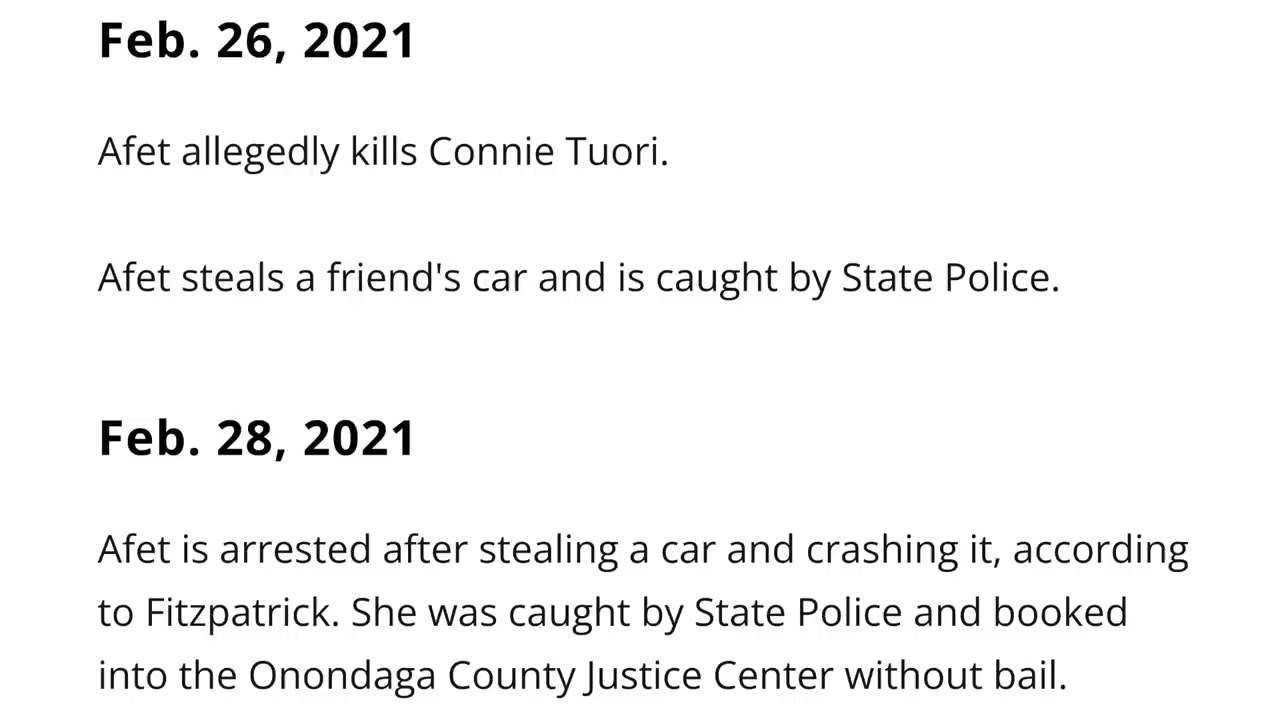 Feb. 26, 2021
Afet allegedly kills Connie Tuori.
Afet steals a friend's car and is caught by State Police.
Feb. 28, 2021
Afet is arrested after stealing a car and crashing it, according
to Fitzpatrick. She was caught by State Police and booked
into the Onondaga County Justice Center without bail.